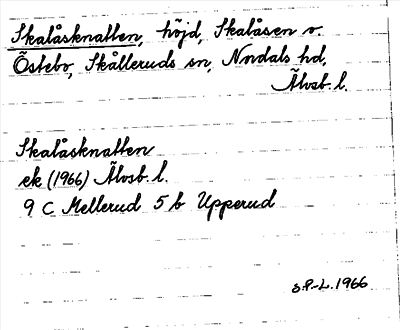 Skalåsknatten, höjd, Skalåsen v.
Östebo, Skålleruds sn, Nordals hd,
Älvsb. l.
Skalåsknatten
ek (1966) Älvsb. l.
9 C Mellerud 5 b Upperud
S.P.-L. 1966